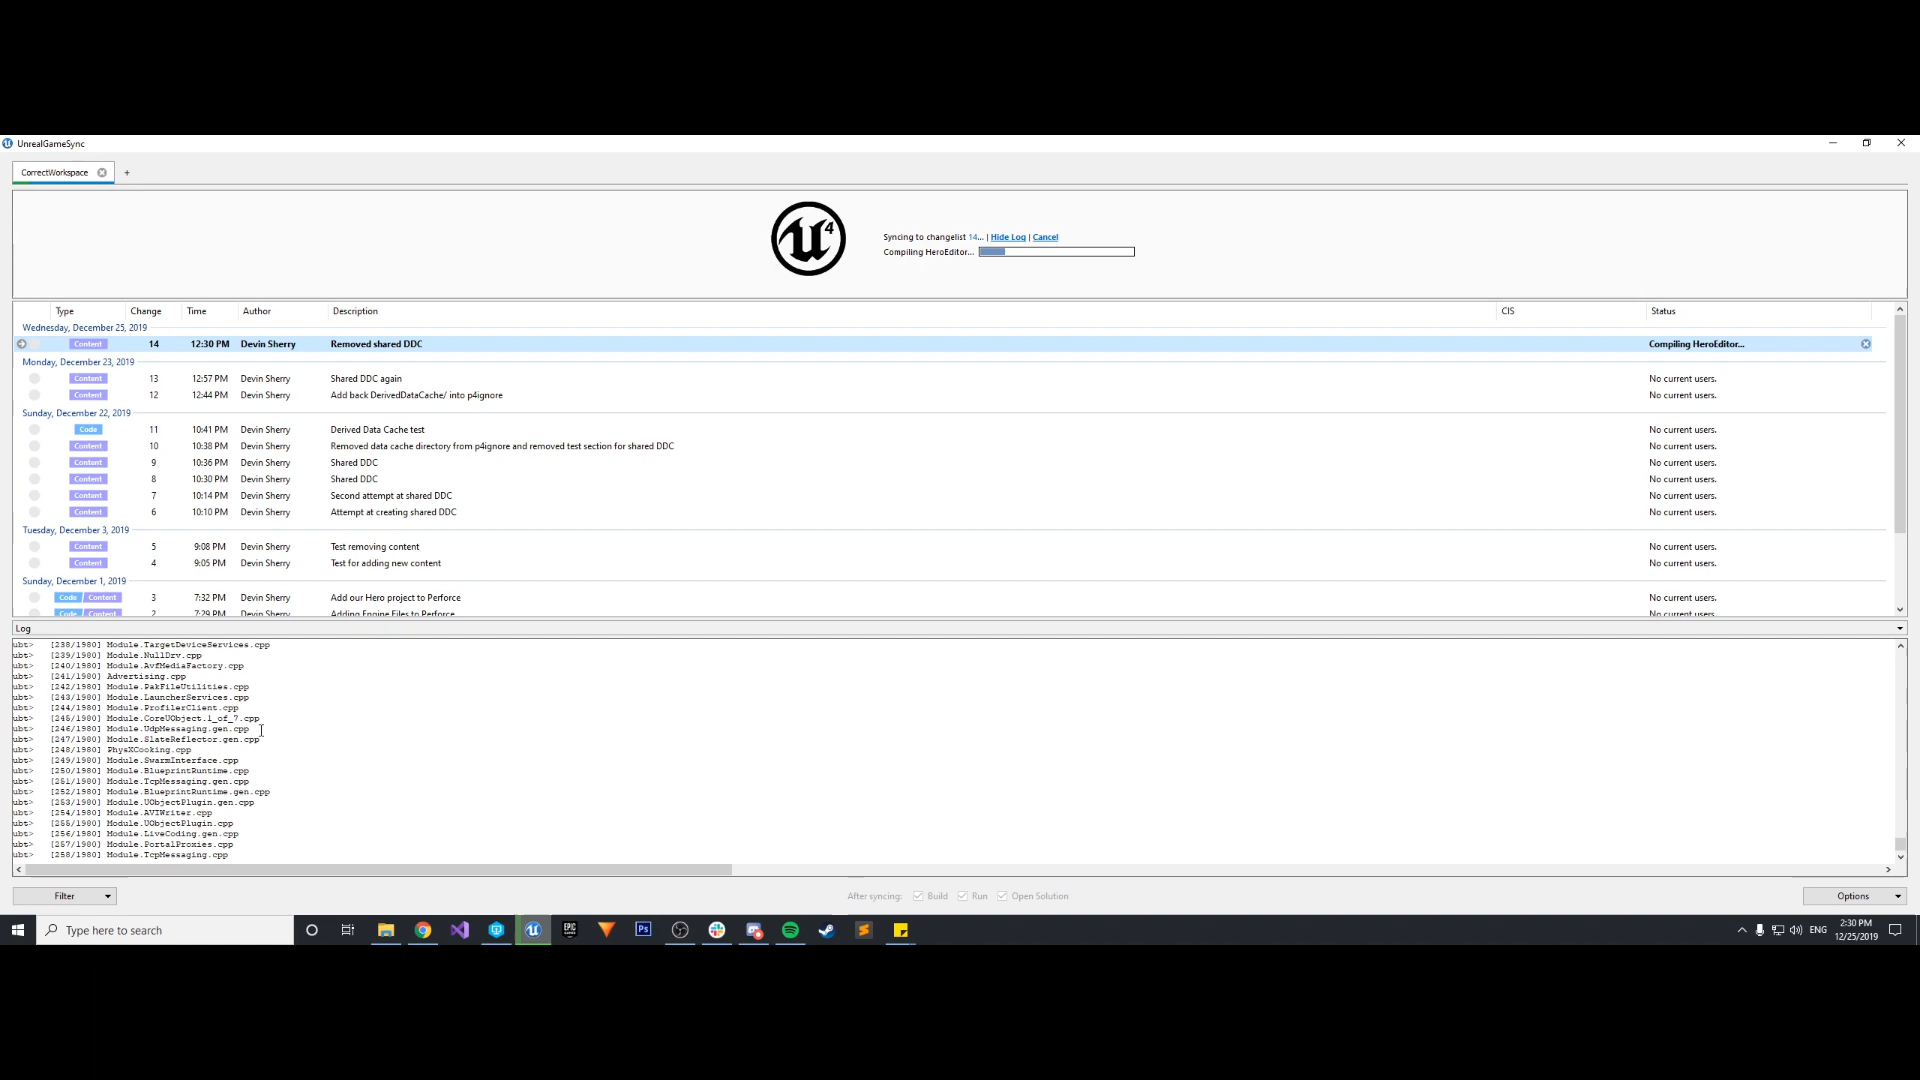 UnrealGameSync
CorrectWorkspace
+
Syncing to changelist 14... | Hide Log | Cancel
Compiling HeroEditor...
Type Change Time Author Description CIS Status
Wednesday, December 25, 2019
Content 14 12:30 PM Devin Sherry Removed shared DDC Compiling HeroEditor...
Monday, December 23, 2019
Content 13 12:57 PM Devin Sherry Shared DDC again No current users.
Content 12 12:44 PM Devin Sherry Add back DerivedDataCache/ into p4ignore No current users.
Sunday, December 22, 2019
Code 11 10:41 PM Devin Sherry Derived Data Cache test No current users.
Content 10 10:38 PM Devin Sherry Removed data cache directory from p4ignore and removed test section for shared DDC No current users.
Content 9 10:36 PM Devin Sherry Shared DDC No current users.
Content 8 10:30 PM Devin Sherry Shared DDC No current users.
Content 7 10:14 PM Devin Sherry Second attempt at shared DDC No current users.
Content 6 10:10 PM Devin Sherry Attempt at creating shared DDC No current users.
Tuesday, December 3, 2019
Content 5 9:08 PM Devin Sherry Test removing content No current users.
Content 4 9:05 PM Devin Sherry Test for adding new content No current users.
Sunday, December 1, 2019
Code Content 3 7:32 PM Devin Sherry Add our Hero project to Perforce No current users.
Code Content 2 7:29 PM Devin Sherry Adding Engine Files to Perforce No current users.
Log
ubt> [238/1980] Module.TargetDeviceServices.cpp
ubt> [239/1980] Module.NullDrv.cpp
ubt> [240/1980] Module.AvfMediaFactory.cpp
ubt> [241/1980] Advertising.cpp
ubt> [242/1980] Module.PakFileUtilities.cpp
ubt> [243/1980] Module.LauncherServices.cpp
ubt> [244/1980] Module.ProfilerClient.cpp
ubt> [245/1980] Module.CoreUObject.1_of_7.cpp
ubt> [246/1980] Module.UdpMessaging.gen.cpp
ubt> [247/1980] Module.SlateReflector.gen.cpp
ubt> [248/1980] PhysXCooking.cpp
ubt> [249/1980] Module.SwarmInterface.cpp
ubt> [250/1980] Module.BlueprintRuntime.cpp
ubt> [251/1980] Module.TcpMessaging.gen.cpp
ubt> [252/1980] Module.BlueprintRuntime.gen.cpp
ubt> [253/1980] Module.UObjectPlugin.gen.cpp
ubt> [254/1980] Module.AVIWriter.cpp
ubt> [255/1980] Module.UObjectPlugin.cpp
ubt> [256/1980] Module.LiveCoding.gen.cpp
ubt> [257/1980] Module.PortalProxies.cpp
ubt> [258/1980] Module.TcpMessaging.cpp
Filter After syncing: Build Run Open Solution Options
Type here to search
EPIC GAMES
Ps
ENG
2:30 PM
12/25/2019